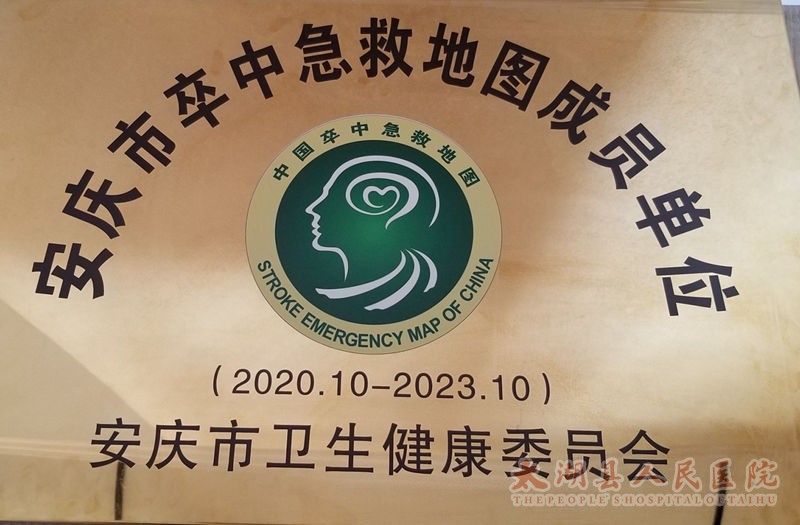 安庆市卒中急救地图成员单位
中国卒中急救地图
STROKE EMERGENCY MAP OF CHINA
(2020.10-2023.10)
安庆市卫生健康委员会
太湖县人民医院
THE PEOPLE'S HOSPITAL OF TAIHU